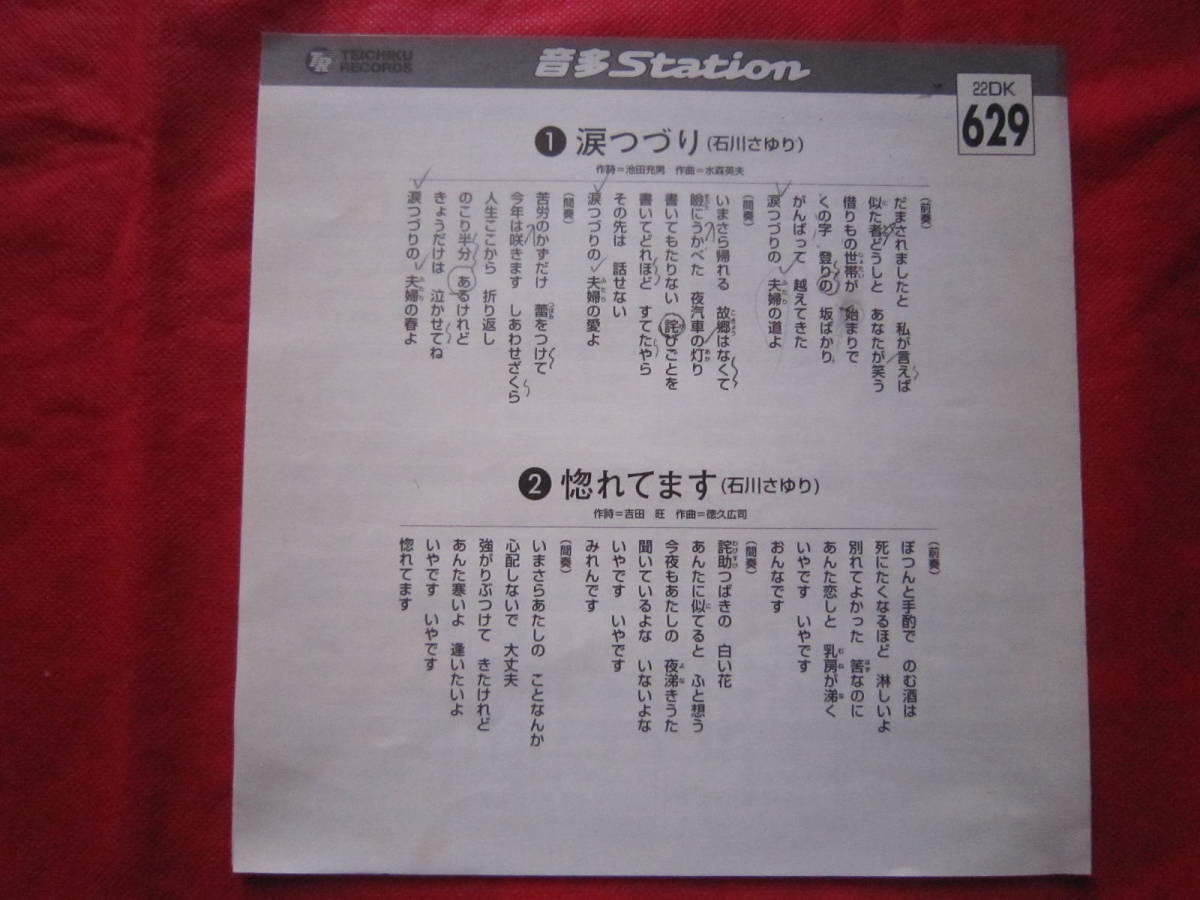 TR TEICHIKU RECORDS
音多Station
22DK
629
❶ 涙つづり(石川さゆり)
作詩=池田充男 作曲=水森英夫
(前奏)
だまされましたと 私が言えば
似た者どうしと あなたが笑う
借りもの世帯が 始まりで
くの字 登りの 坂ばかり
がんばって 越えてきた
涙つづりの 夫婦の道よ
(間奏)
いまさら帰れる 故郷はなくて
瞼にうかべた 夜汽車の灯り
書いてもたりない 詫びごとを
書いてどれほど すてたやら
その先は 話せない
涙つづりの 夫婦の愛よ
(間奏)
苦労のかずだけ 蕾をつけて
今年は咲きます しあわせざくら
人生ここから 折り返し
のこり半分 あるけれど
きょうだけは 泣かせてね
涙つづりの 夫婦の春よ
❷ 惚れてます(石川さゆり)
作詩=吉田 旺 作曲=徳久広司
(前奏)
ぽつんと手酌で のむ酒は
死にたくなるほど 淋しいよ
別れてよかった 筈なのに
あんた恋しと 乳房が涕く
いやです いやです
おんなです
(間奏)
詫助つばきの 白い花
あんたに似てると ふと想う
今夜もあたしの 夜涕きうた
聞いているよな いないよな
いやです いやです
みれんです
(間奏)
いまさらあたしの ことなんか
心配しないで 大丈夫
強がりぶつけて きたけれど
あんた寒いよ 逢いたいよ
いやです いやです
惚れてます